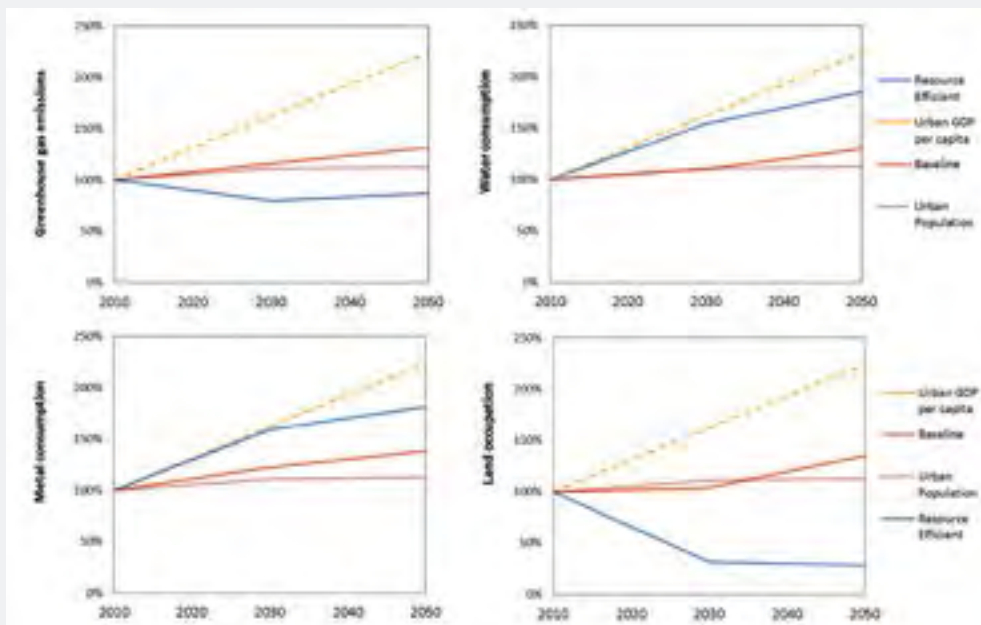 Greenhouse gas emissions
250%
200%
150%
100%
50%
0%
2010 2020 2030 2040 2050
Water consumption
250%
200%
150%
100%
50%
0%
2010 2020 2030 2040 2050
Resource
Efficient
Urban GDP
per capita
Baseline
Urban
Population
Metal consumption
250%
200%
150%
100%
50%
0%
2010 2020 2030 2040 2050
Land occupation
250%
200%
150%
100%
50%
0%
2010 2020 2030 2040 2050
Urban GDP
per capita
Baseline
Urban
Population
Resource
Efficient